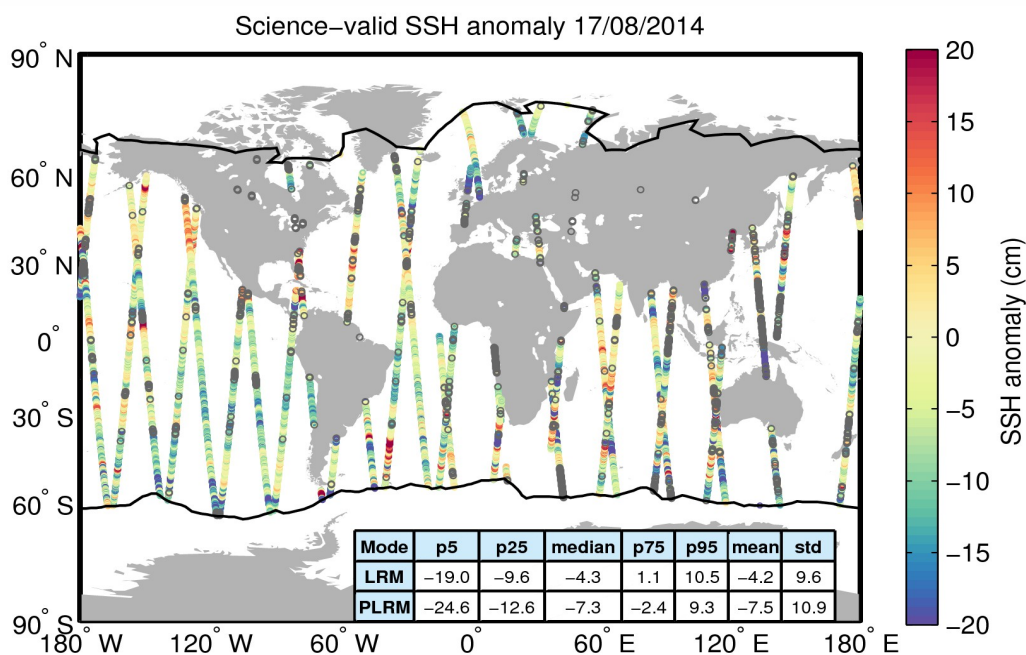 Science−valid SSH anomaly 17/08/2014
90° N
60° N
30° N
0°
30° S
60° S
90° S
180° W
120° W
60° W
0°
60° E
120° E
180° E
Mode p5 p25 median p75 p95 mean std
LRM −19.0 −9.6 −4.3 1.1 10.5 −4.2 9.6
PLRM −24.6 −12.6 −7.3 −2.4 9.3 −7.5 10.9
20
15
10
5
0
−5
−10
−15
−20
SSH anomaly (cm)